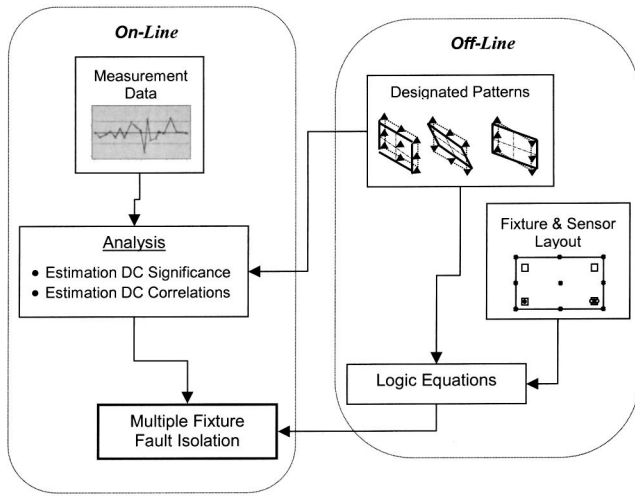 On-Line
Measurement
Data
Analysis
● Estimation DC Significance
● Estimation DC Correlations
Multiple Fixture
Fault Isolation
Off-Line
Designated Patterns
Fixture & Sensor
Layout
Logic Equations